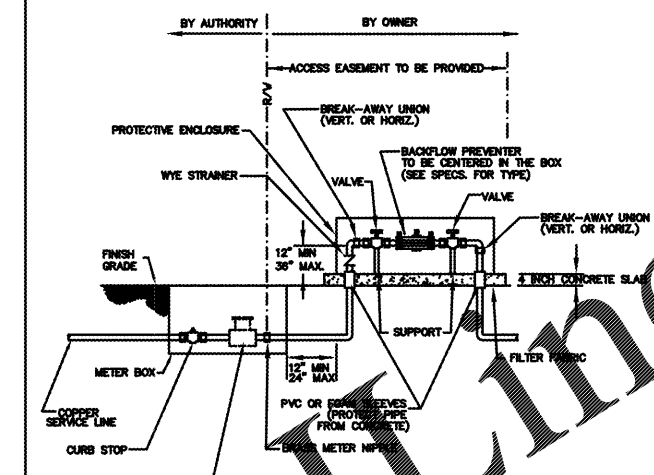 BY AUTHORITY
BY OWNER
ACCESS EASEMENT TO BE PROVIDED
R/W
BREAK-AWAY UNION
(VERT. OR HORIZ.)
PROTECTIVE ENCLOSURE
BACKFLOW PREVENTER
TO BE CENTERED IN THE BOX
(SEE SPECS. FOR TYPE)
WYE STRAINER
VALVE
VALVE
BREAK-AWAY UNION
(VERT. OR HORIZ.)
FINISH
GRADE
12" MIN
36" MAX.
4 INCH CONCRETE SLAB
SUPPORT
FILTER FABRIC
METER BOX
12" MIN
24" MAX
PVC OR FOAM SLEEVES
(PROTECT PIPE
FROM CONCRETE)
COPPER
SERVICE LINE
CURB STOP
BRASS METER NIPPLE
Line